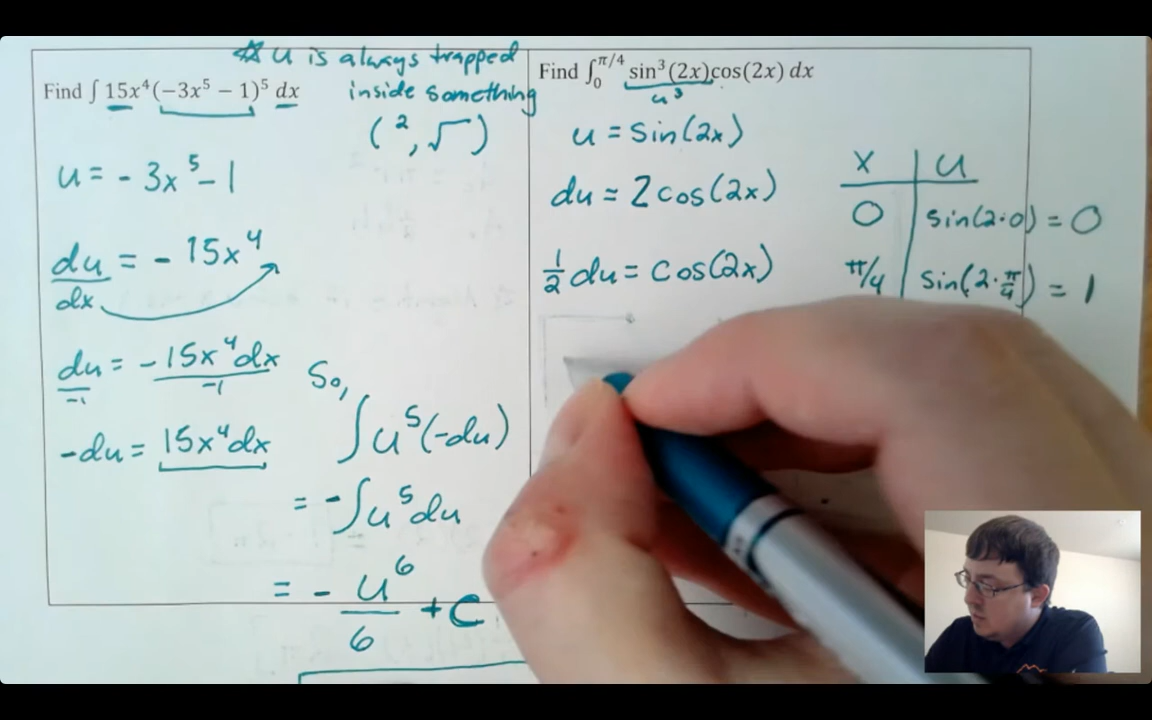 ☆ u is always trapped
inside something
( ², √ )
Find ∫ 15x⁴(−3x⁵ − 1)⁵ dx
u = - 3x⁵ - 1
du/dx = - 15x⁴
du/-1 = -15x⁴dx/-1
-du = 15x⁴dx
So,
∫ u⁵(-du)
= -∫u⁵du
= - u⁶/6 + C
Find ∫₀^π/4 sin³(2x)cos(2x) dx
u³
u = sin(2x)
du = 2cos(2x)
½ du = cos(2x)
x | u
0 | sin(2·0) = 0
π/4 | sin(2·π/4) = 1